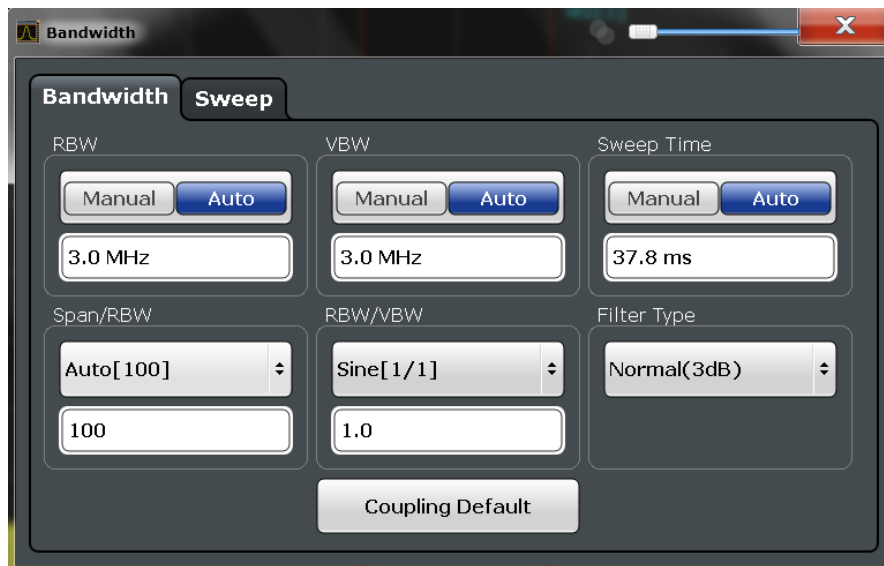 Bandwidth
Bandwidth Sweep
RBW VBW Sweep Time
Manual Auto Manual Auto Manual Auto
3.0 MHz 3.0 MHz 37.8 ms
Span/RBW RBW/VBW Filter Type
Auto[100] Sine[1/1] Normal(3dB)
100 1.0
Coupling Default